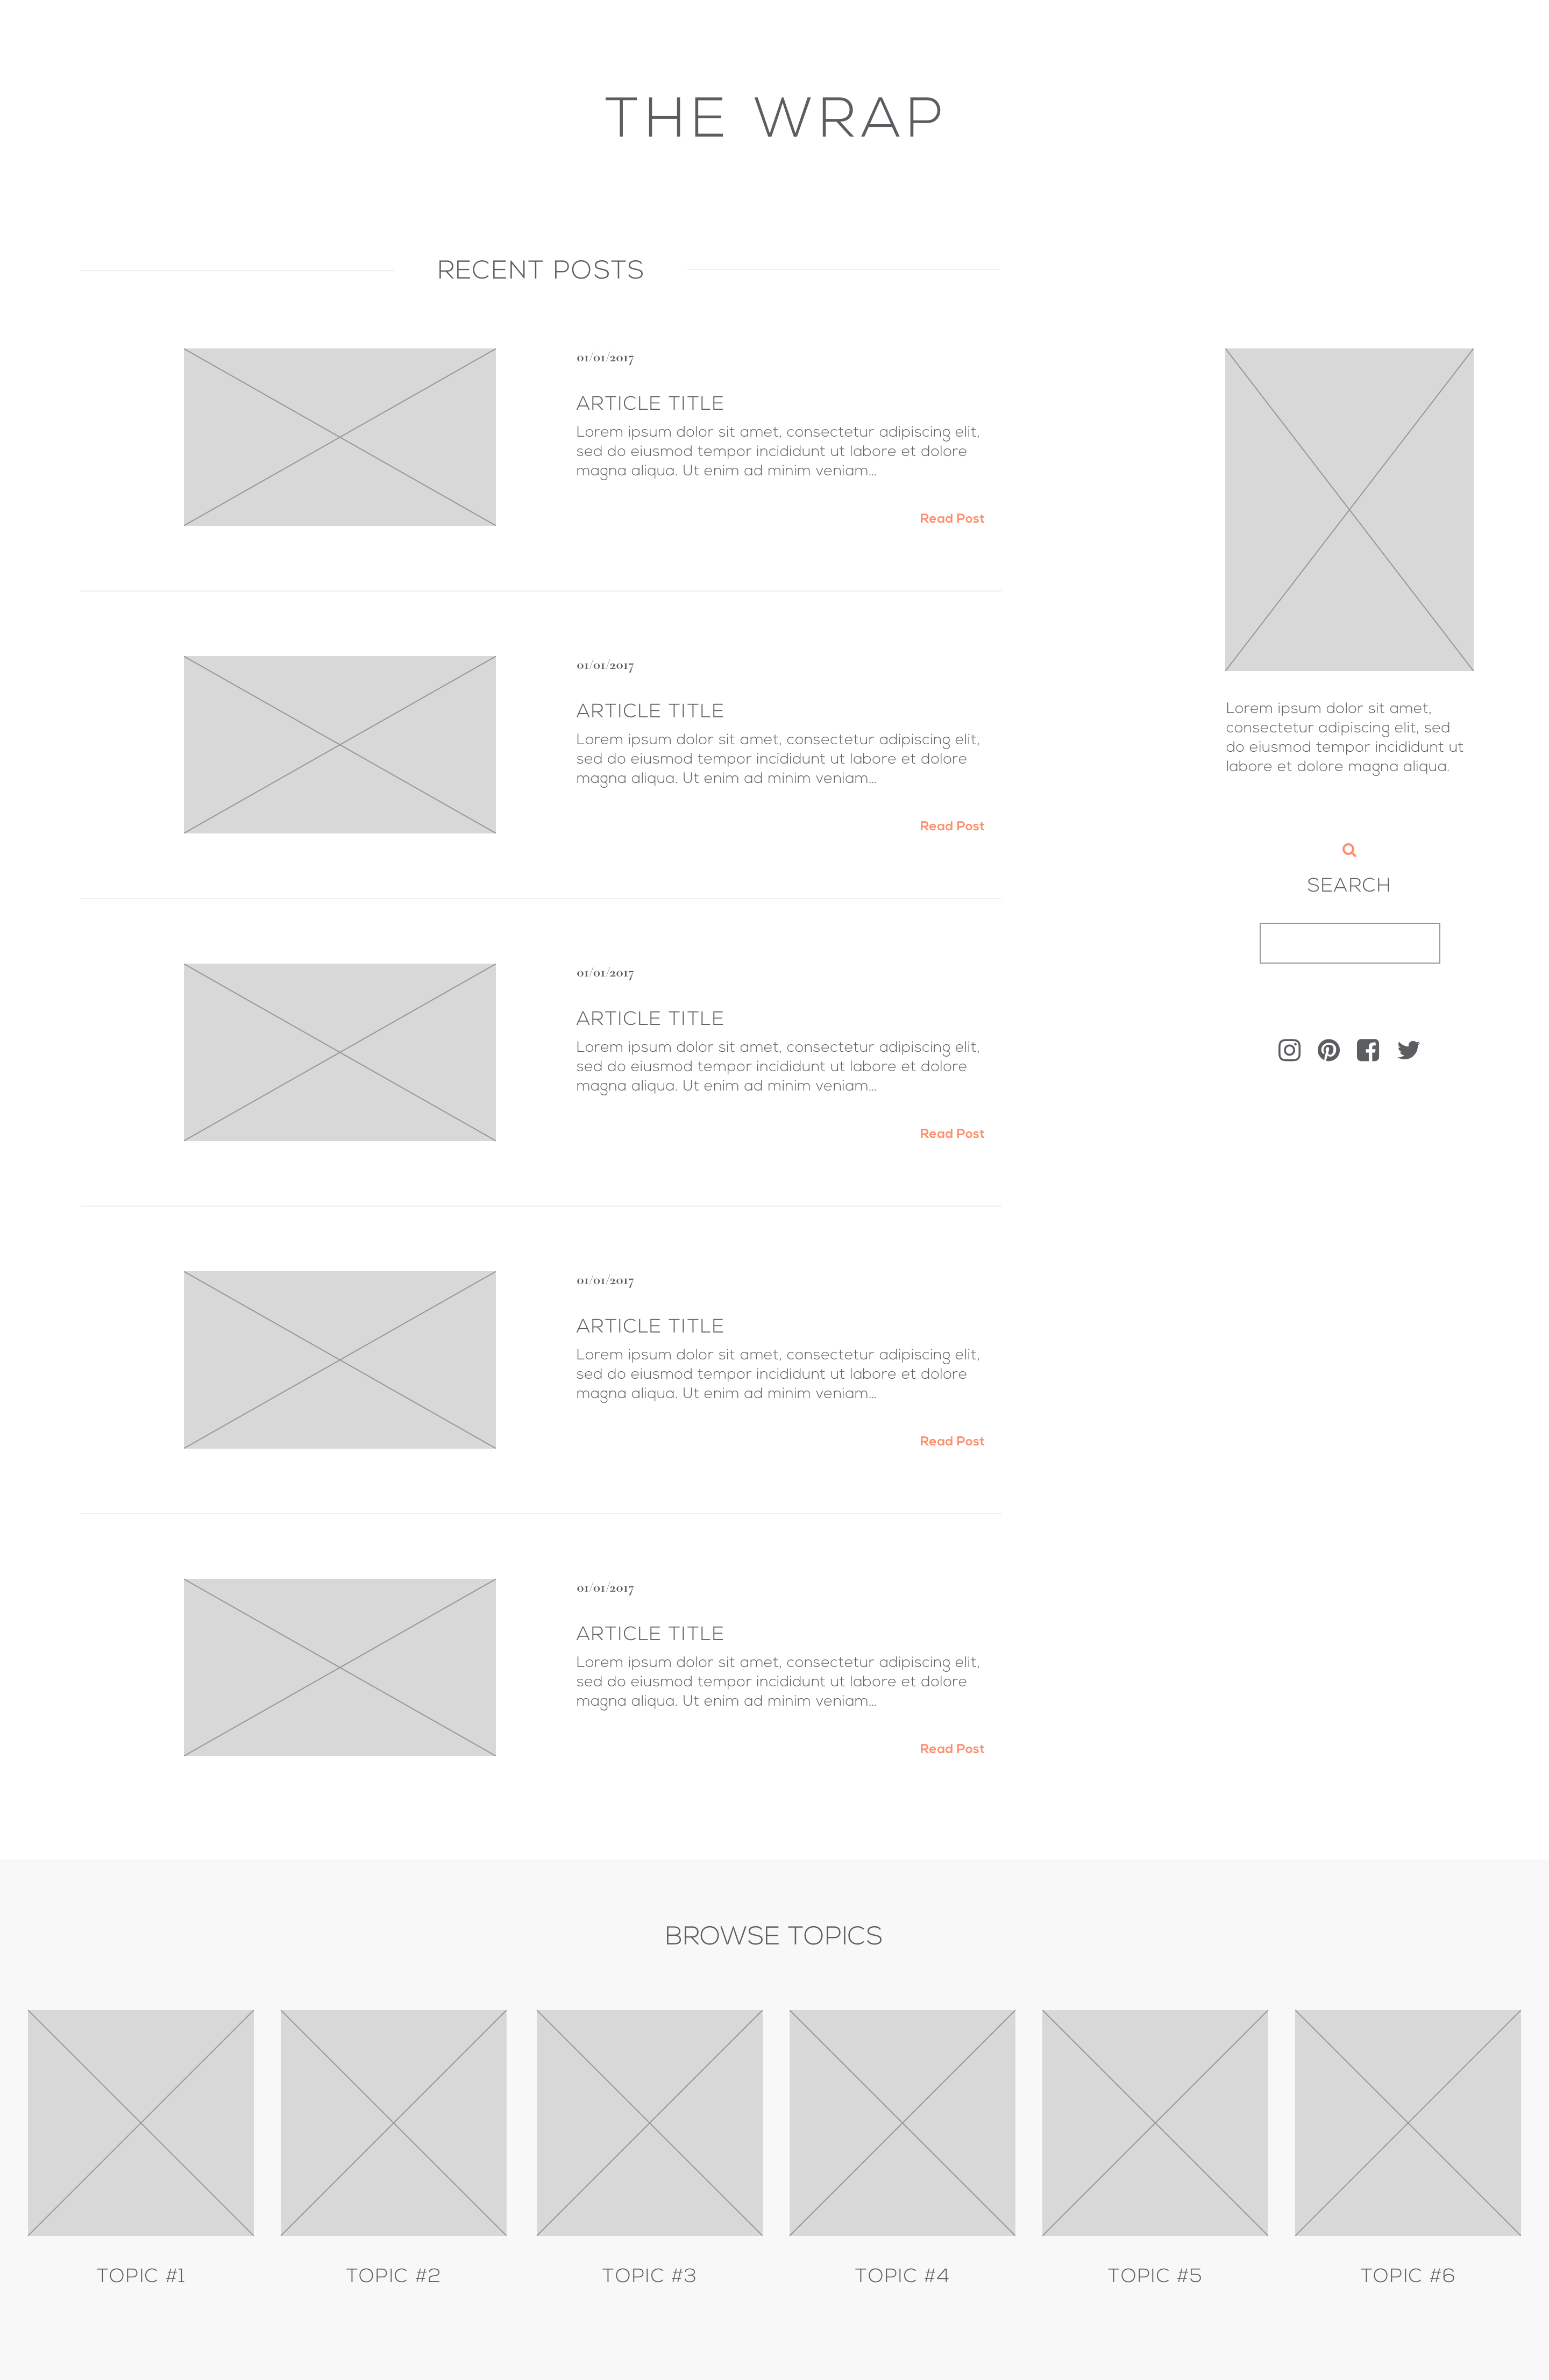 THE WRAP
RECENT POSTS
01/01/2017
ARTICLE TITLE
Lorem ipsum dolor sit amet, consectetur adipiscing elit,
sed do eiusmod tempor incididunt ut labore et dolore
magna aliqua. Ut enim ad minim veniam...
Read Post
01/01/2017
ARTICLE TITLE
Lorem ipsum dolor sit amet, consectetur adipiscing elit,
sed do eiusmod tempor incididunt ut labore et dolore
magna aliqua. Ut enim ad minim veniam...
Read Post
01/01/2017
ARTICLE TITLE
Lorem ipsum dolor sit amet, consectetur adipiscing elit,
sed do eiusmod tempor incididunt ut labore et dolore
magna aliqua. Ut enim ad minim veniam...
Read Post
01/01/2017
ARTICLE TITLE
Lorem ipsum dolor sit amet, consectetur adipiscing elit,
sed do eiusmod tempor incididunt ut labore et dolore
magna aliqua. Ut enim ad minim veniam...
Read Post
01/01/2017
ARTICLE TITLE
Lorem ipsum dolor sit amet, consectetur adipiscing elit,
sed do eiusmod tempor incididunt ut labore et dolore
magna aliqua. Ut enim ad minim veniam...
Read Post
Lorem ipsum dolor sit amet,
consectetur adipiscing elit, sed
do eiusmod tempor incididunt ut
labore et dolore magna aliqua.
SEARCH
BROWSE TOPICS
TOPIC #1
TOPIC #2
TOPIC #3
TOPIC #4
TOPIC #5
TOPIC #6